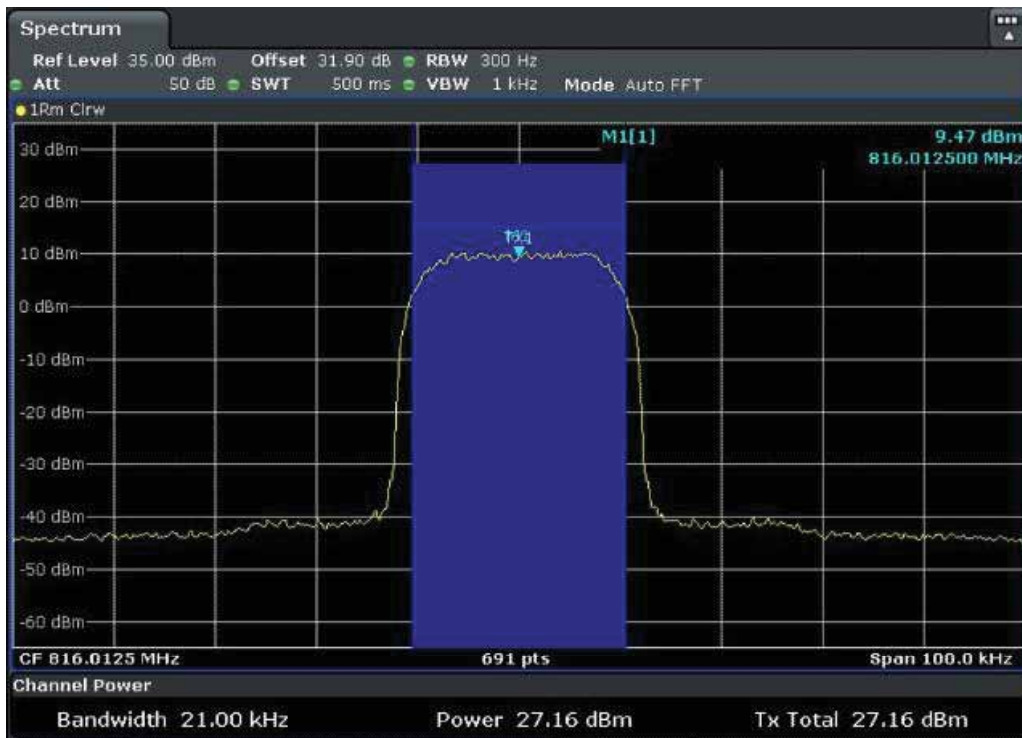 Spectrum
Ref Level 35.00 dBm Offset 31.90 dB RBW 300 Hz
Att 50 dB SWT 500 ms VBW 1 kHz Mode Auto FFT
1Rm Clrw
M1[1] 9.47 dBm
816.012500 MHz
30 dBm
20 dBm
10 dBm
0 dBm
-10 dBm
-20 dBm
-30 dBm
-40 dBm
-50 dBm
-60 dBm
CF 816.0125 MHz 691 pts Span 100.0 kHz
Channel Power
Bandwidth 21.00 kHz Power 27.16 dBm Tx Total 27.16 dBm